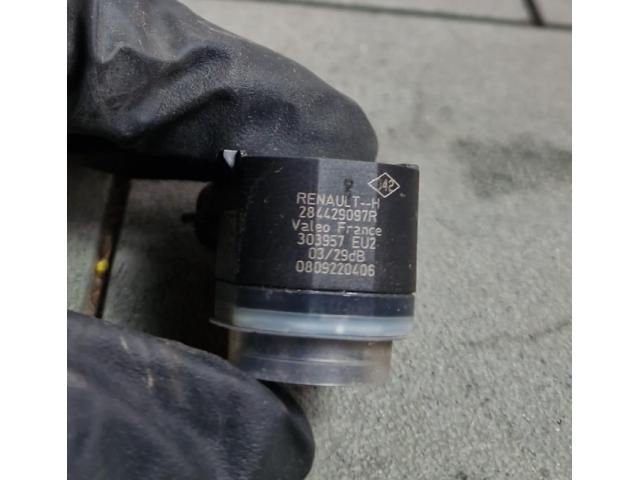 RENAULT--H
284429097R
Valeo France
303957 EU2
03/29dB
0809220406